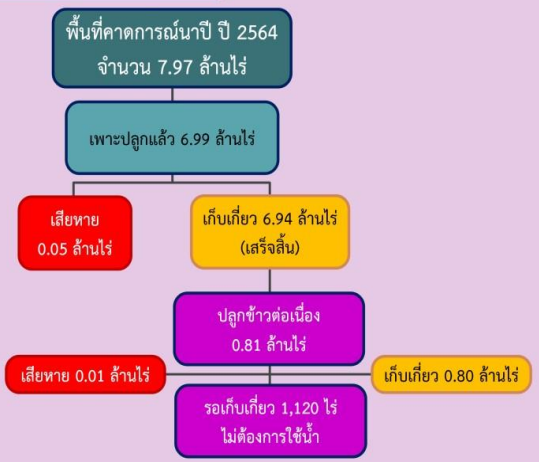 พื้นที่คาดการณ์นาปี ปี 2564
จำนวน 7.97 ล้านไร่
เพาะปลูกแล้ว 6.99 ล้านไร่
เสียหาย
0.05 ล้านไร่
เก็บเกี่ยว 6.94 ล้านไร่
(เสร็จสิ้น)
ปลูกข้าวต่อเนื่อง
0.81 ล้านไร่
เสียหาย 0.01 ล้านไร่
เก็บเกี่ยว 0.80 ล้านไร่
รอเก็บเกี่ยว 1,120 ไร่
ไม่ต้องการใช้น้ำ